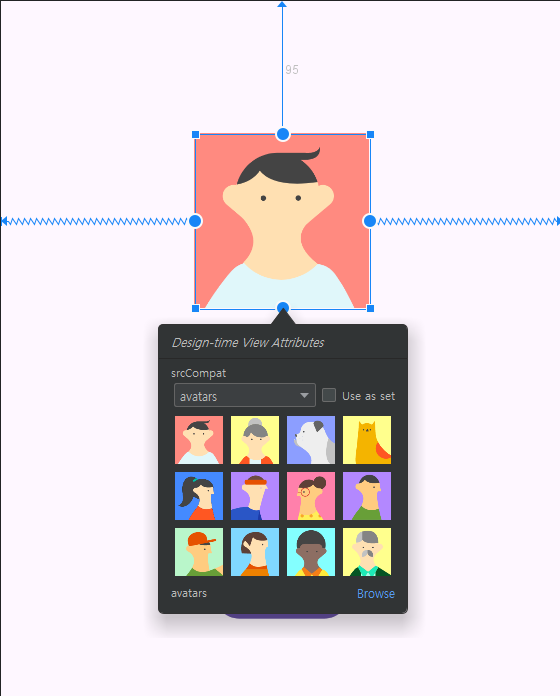 95
Design-time View Attributes
srcCompat
avatars
Use as set
avatars
Browse